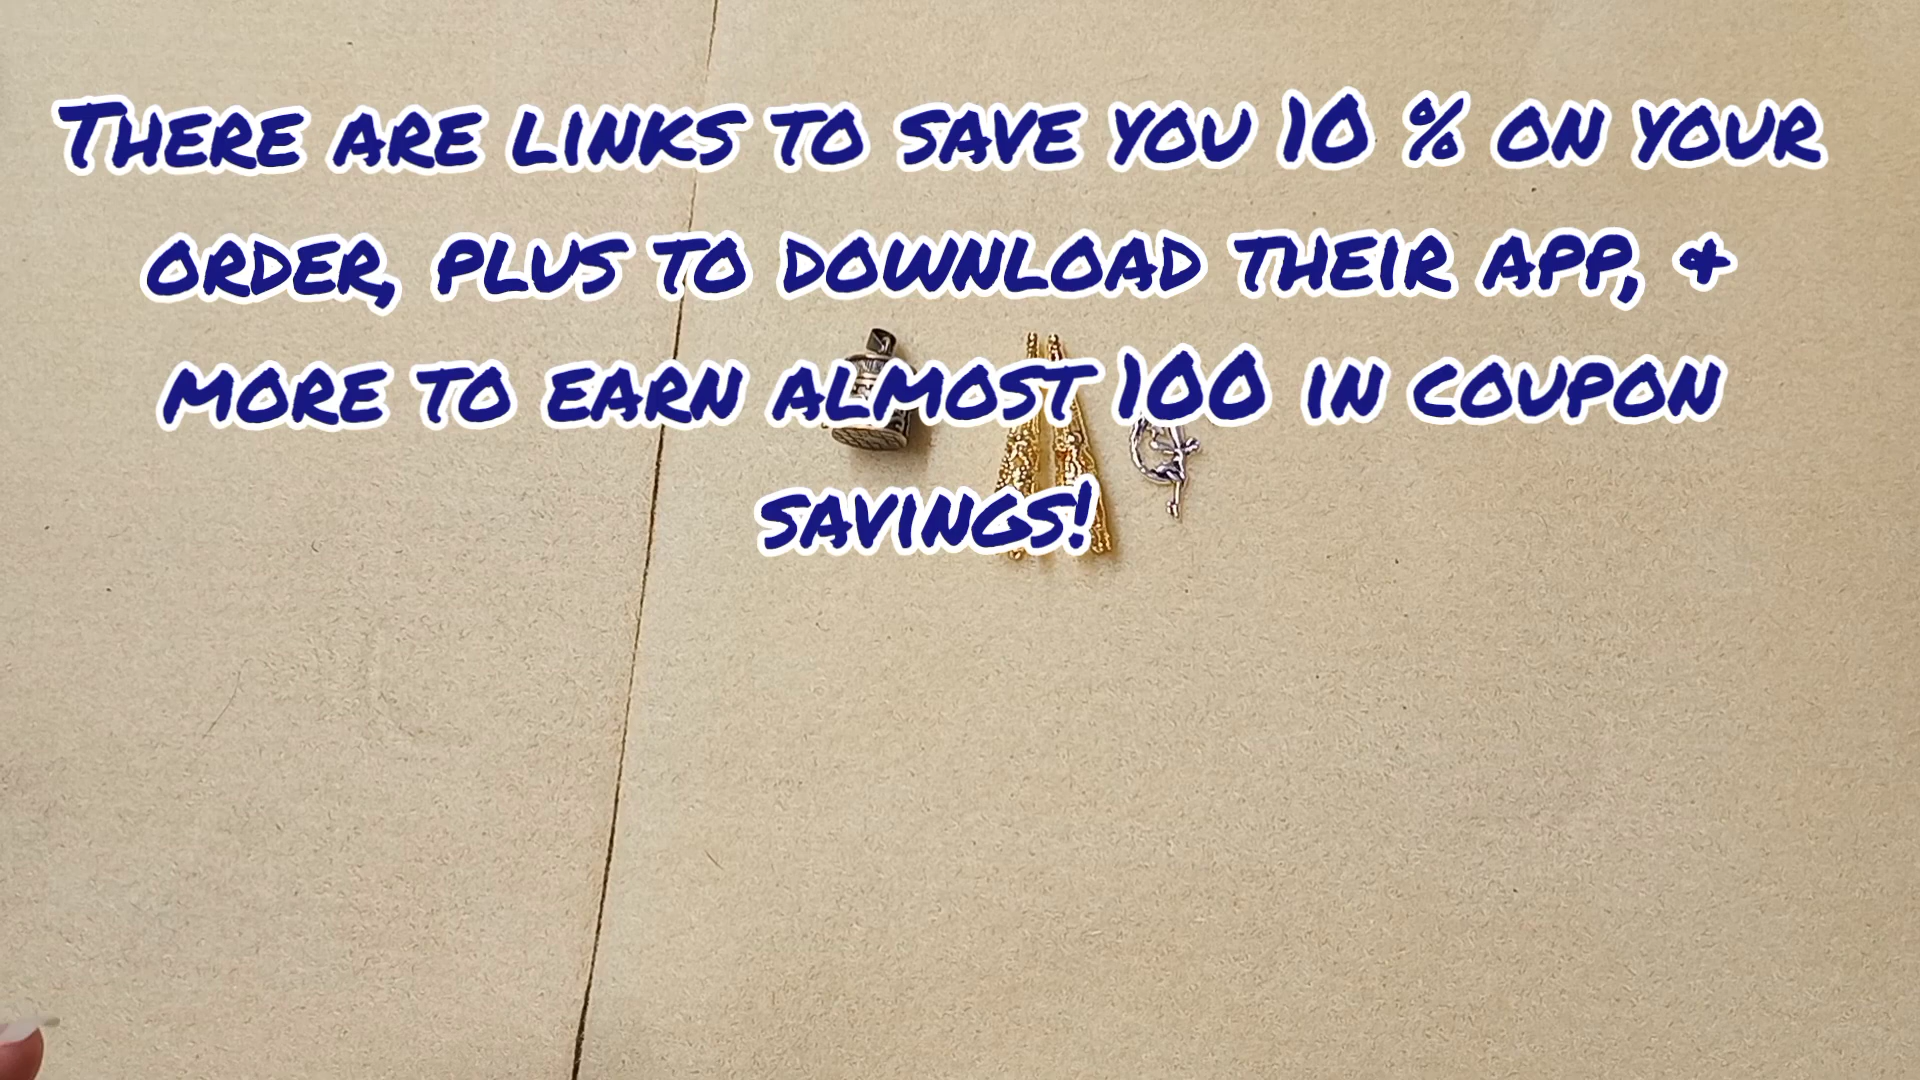 There are links to save you 10 % on your
order, plus to download their app, &
more to earn almost 100 in coupon
savings!